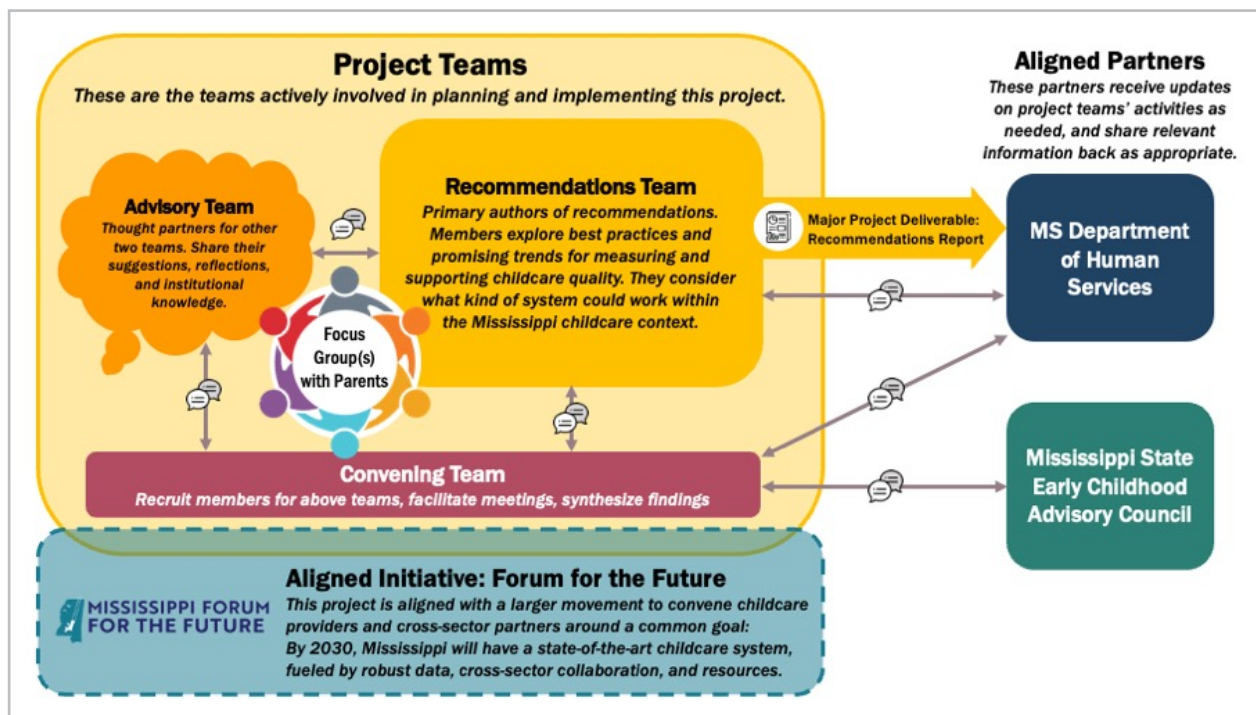 Project Teams
These are the teams actively involved in planning and implementing this project.
Advisory Team
Thought partners for other
two teams. Share their
suggestions, reflections,
and institutional
knowledge.
Recommendations Team
Primary authors of recommendations.
Members explore best practices and
promising trends for measuring and
supporting childcare quality. They consider
what kind of system could work within
the Mississippi childcare context.
Focus
Group(s)
with Parents
Convening Team
Recruit members for above teams, facilitate meetings, synthesize findings
Major Project Deliverable:
Recommendations Report
Aligned Partners
These partners receive updates
on project teams' activities as
needed, and share relevant
information back as appropriate.
MS Department
of Human
Services
Mississippi State
Early Childhood
Advisory Council
MISSISSIPPI FORUM
FOR THE FUTURE
Aligned Initiative: Forum for the Future
This project is aligned with a larger movement to convene childcare
providers and cross-sector partners around a common goal:
By 2030, Mississippi will have a state-of-the-art childcare system,
fueled by robust data, cross-sector collaboration, and resources.